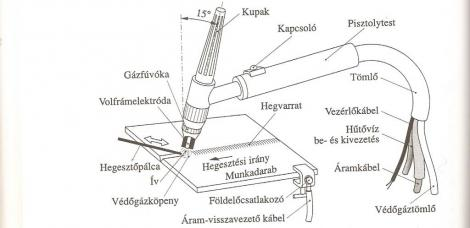 15°
Kupak
Kapcsoló
Pisztolytest
Gázfúvóka
Tömlő
Volfrámelektróda
Hegvarrat
Vezérlőkábel
Hűtővíz
be- és kivezetés
Hegesztési irány
Munkadarab
Hegesztőpálca
Ív
Áramkábel
Védőgázköpeny
Földelőcsatlakozó
Védőgáztömlő
Áram-visszavezető kábel